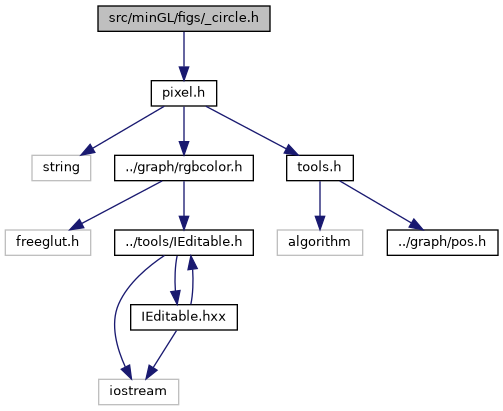 src/minGL/figs/_circle.h
pixel.h
string
../graph/rgbcolor.h
tools.h
freeglut.h
../tools/IEditable.h
algorithm
../graph/pos.h
IEditable.hxx
iostream